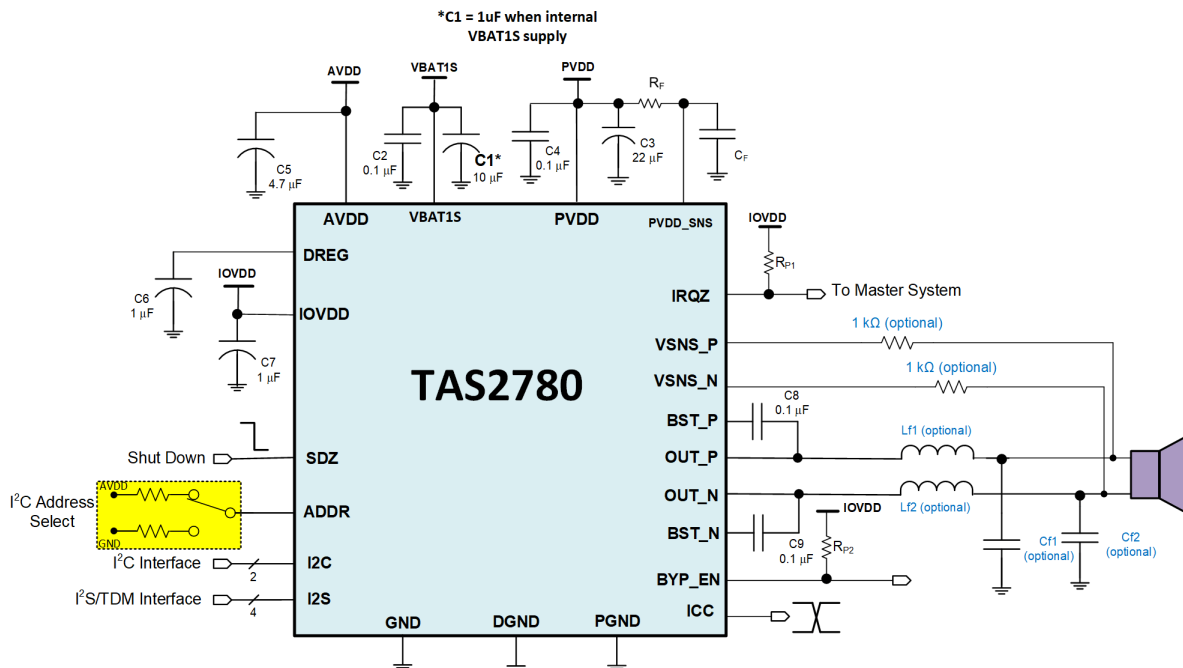 *C1 = 1uF when internal
VBAT1S supply
AVDD
VBAT1S
PVDD
R_F
C5
4.7 µF
C2
0.1 µF
C1*
10 µF
C4
0.1 µF
C3
22 µF
C_F
AVDD
VBAT1S
PVDD
PVDD_SNS
DREG
C6
1 µF
IOVDD
IOVDD
C7
1 µF
IOVDD
R_P1
IRQZ
To Master System
1 kΩ (optional)
VSNS_P
1 kΩ (optional)
VSNS_N
TAS2780
C8
0.1 µF
BST_P
Lf1 (optional)
Shut Down
SDZ
OUT_P
I²C Address
Select
AVDD
GND
ADDR
OUT_N
Lf2 (optional)
IOVDD
BST_N
C9
0.1 µF
R_P2
Cf1
(optional)
Cf2
(optional)
I²C Interface
2
I2C
BYP_EN
I²S/TDM Interface
4
I2S
ICC
GND
DGND
PGND